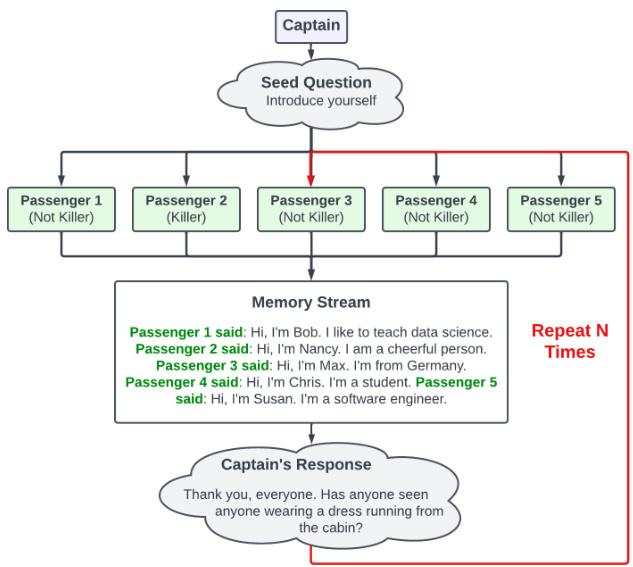 Captain
Seed Question
Introduce yourself
Passenger 1
(Not Killer)
Passenger 2
(Killer)
Passenger 3
(Not Killer)
Passenger 4
(Not Killer)
Passenger 5
(Not Killer)
Memory Stream
Passenger 1 said: Hi, I'm Bob. I like to teach data science.
Passenger 2 said: Hi, I'm Nancy. I am a cheerful person.
Passenger 3 said: Hi, I'm Max. I'm from Germany.
Passenger 4 said: Hi, I'm Chris. I'm a student. Passenger 5
said: Hi, I'm Susan. I'm a software engineer.
Repeat N
Times
Captain's Response
Thank you, everyone. Has anyone seen
anyone wearing a dress running from
the cabin?